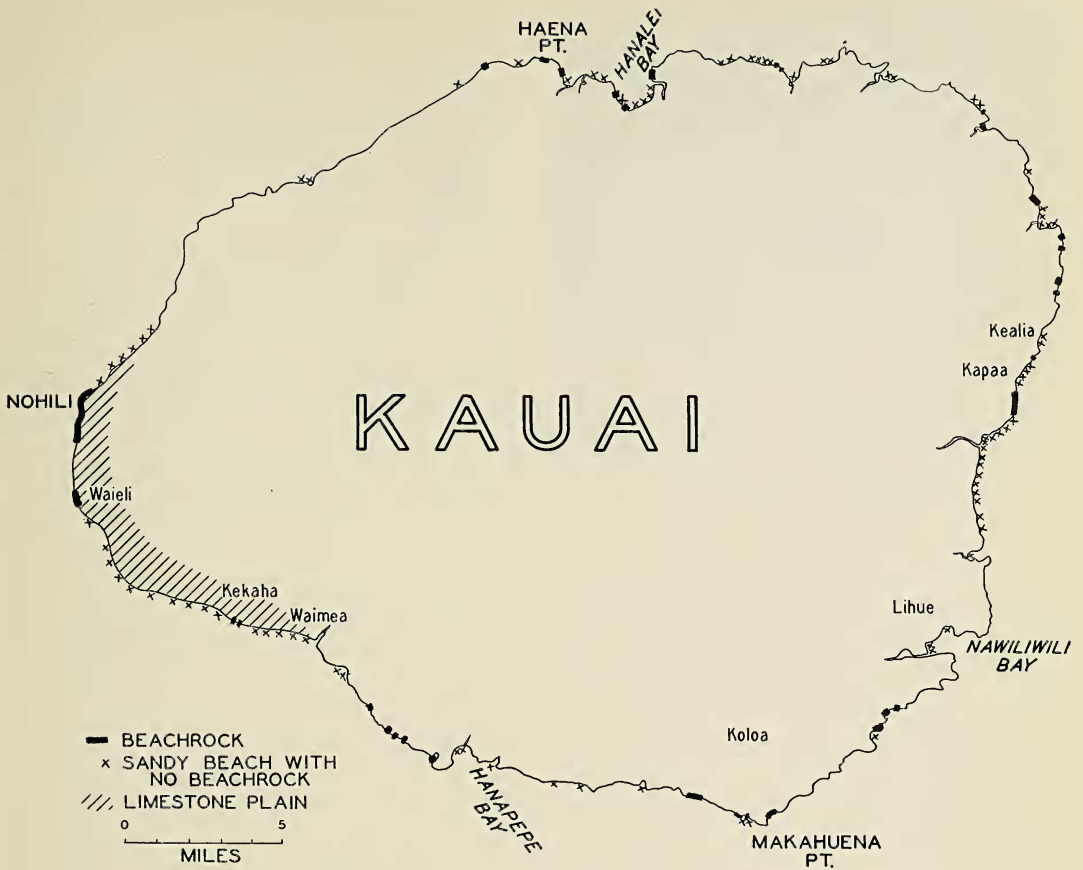 HAENA
PT.
HANALEI
BAY
Kealia
Kapaa
NOHILI
KAUAI
Waieli
Kekaha
Waimea
Lihue
NAWILIWILI
BAY
Koloa
HANAPEPE
BAY
MAKAHUENA
PT.
BEACHROCK
x SANDY BEACH WITH
NO BEACHROCK
LIMESTONE PLAIN
0 5
MILES